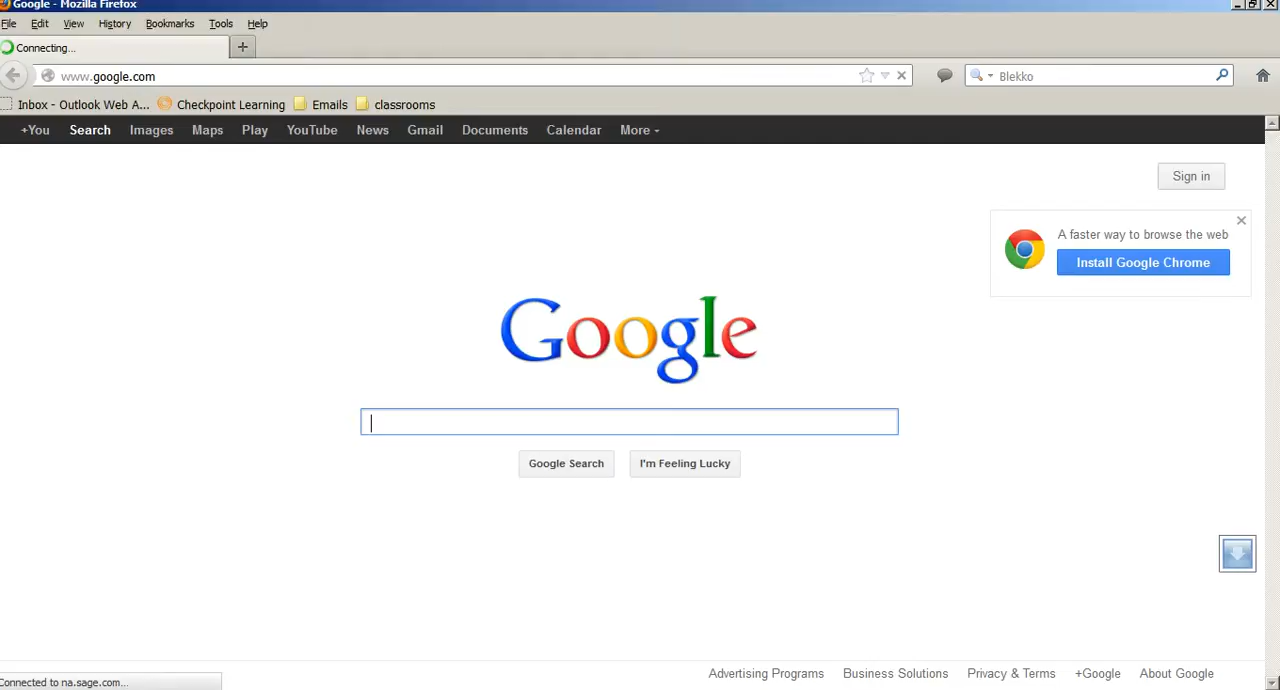 Google - Mozilla Firefox
File Edit View History Bookmarks Tools Help
Connecting...
www.google.com
Blekko
Inbox - Outlook Web A... Checkpoint Learning Emails classrooms
+You Search Images Maps Play YouTube News Gmail Documents Calendar More
Sign in
A faster way to browse the web
Install Google Chrome
Google
Google Search I'm Feeling Lucky
Advertising Programs Business Solutions Privacy & Terms +Google About Google
Connected to na.sage.com...